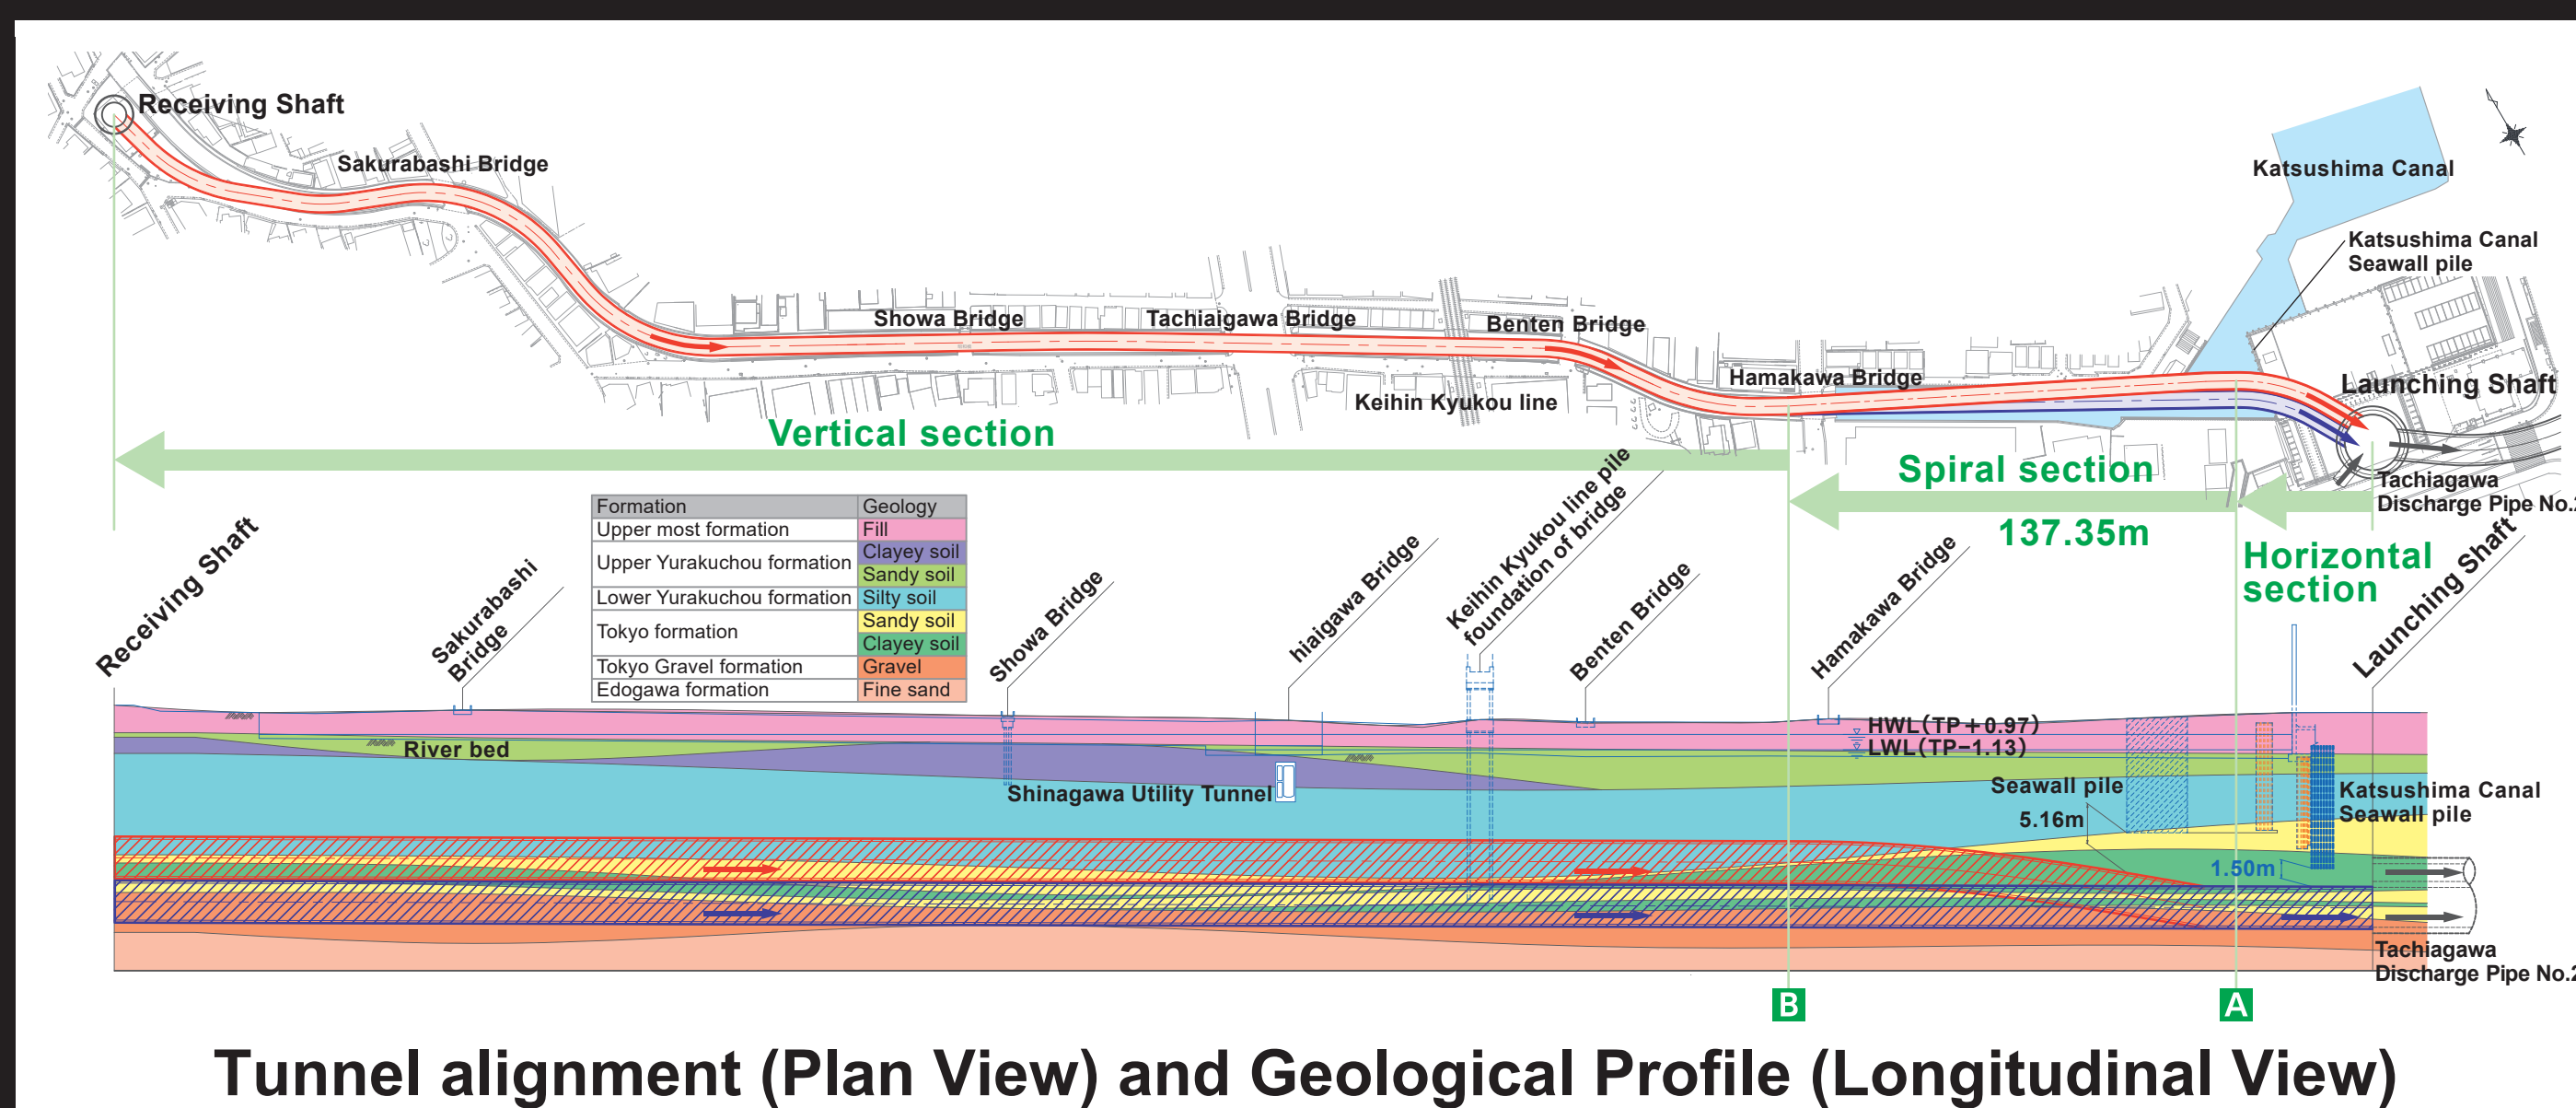 Receiving Shaft
Sakurabashi Bridge
Katsushima Canal
Katsushima Canal
Seawall pile
Showa Bridge
Tachiaigawa Bridge
Benten Bridge
Hamakawa Bridge
Launching Shaft
Keihin Kyukou line
Vertical section
Spiral section
137.35m
Horizontal
section
Tachiagawa
Discharge Pipe No.2
Formation Geology
Upper most formation Fill
Upper Yurakuchou formation Clayey soil
Sandy soil
Lower Yurakuchou formation Silty soil
Tokyo formation Sandy soil
Clayey soil
Tokyo Gravel formation Gravel
Edogawa formation Fine sand
Receiving Shaft
Sakurabashi
Bridge
Showa Bridge
hiaigawa Bridge
Keihin Kyukou line pile
foundation of bridge
Benten Bridge
Hamakawa Bridge
Launching Shaft
HWL(TP+0.97)
LWL(TP-1.13)
River bed
Shinagawa Utility Tunnel
Seawall pile
5.16m
Katsushima Canal
Seawall pile
1.50m
Tachiagawa
Discharge Pipe No.2
B
A
Tunnel alignment (Plan View) and Geological Profile (Longitudinal View)